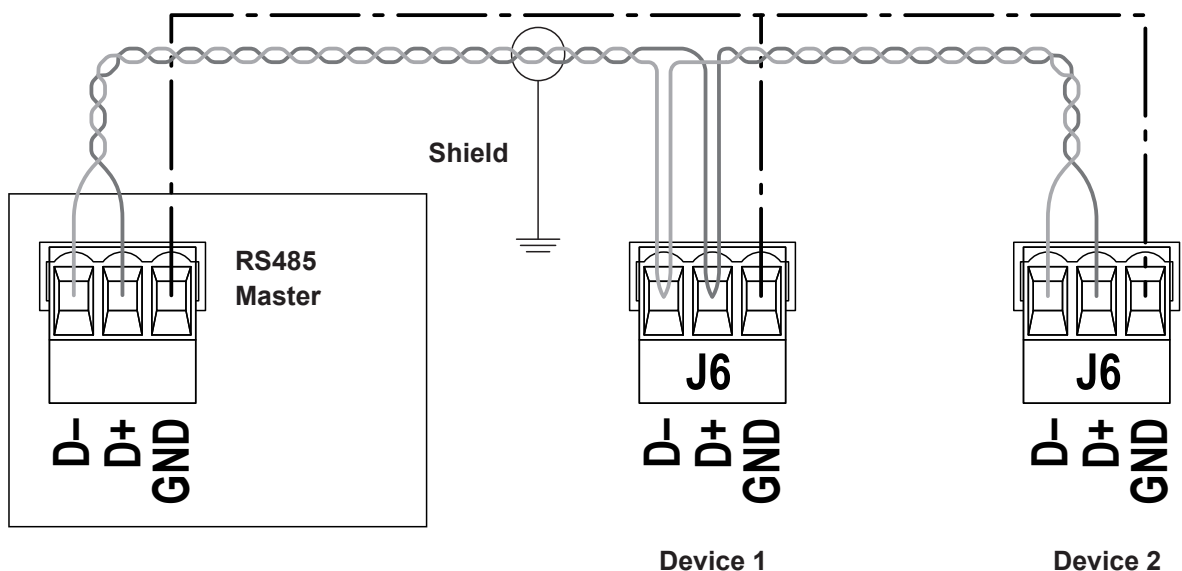 Shield
RS485
Master
J6
J6
D–
D+
GND
D–
D+
GND
D–
D+
GND
Device 1
Device 2